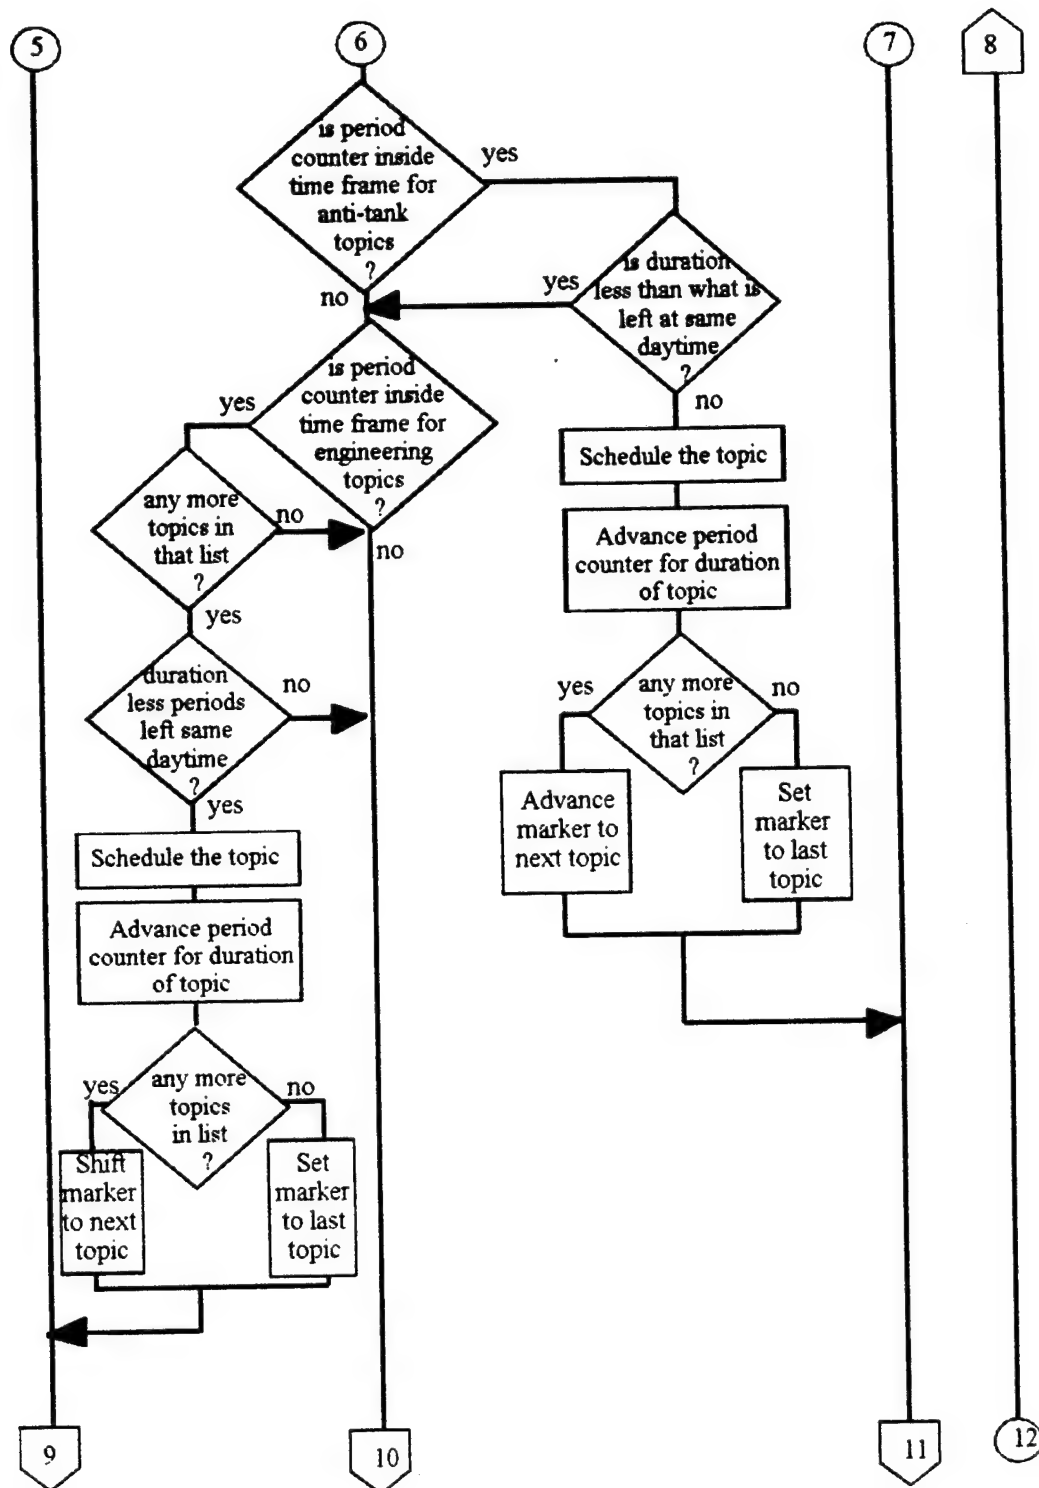 5
6
7
8
is period
counter inside
time frame for
anti-tank
topics
?
yes
no
is duration
less than what is
left at same
daytime
?
yes
no
is period
counter inside
time frame for
engineering
topics
?
yes
no
any more
topics in
that list
?
no
yes
duration
less periods
left same
daytime
?
no
yes
Schedule the topic
Advance period
counter for duration
of topic
any more
topics
in list
?
yes
no
Shift
marker
to next
topic
Set
marker
to last
topic
Schedule the topic
Advance period
counter for duration
of topic
any more
topics in
that list
?
yes
no
Advance
marker to
next topic
Set
marker
to last
topic
9
10
11
12